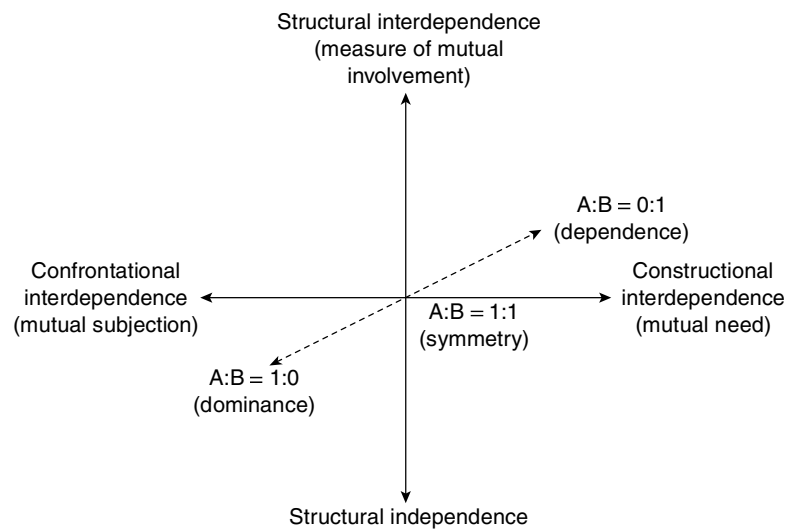 Structural interdependence
(measure of mutual
involvement)
A:B = 0:1
(dependence)
Confrontational
interdependence
(mutual subjection)
Constructional
interdependence
(mutual need)
A:B = 1:1
(symmetry)
A:B = 1:0
(dominance)
Structural independence